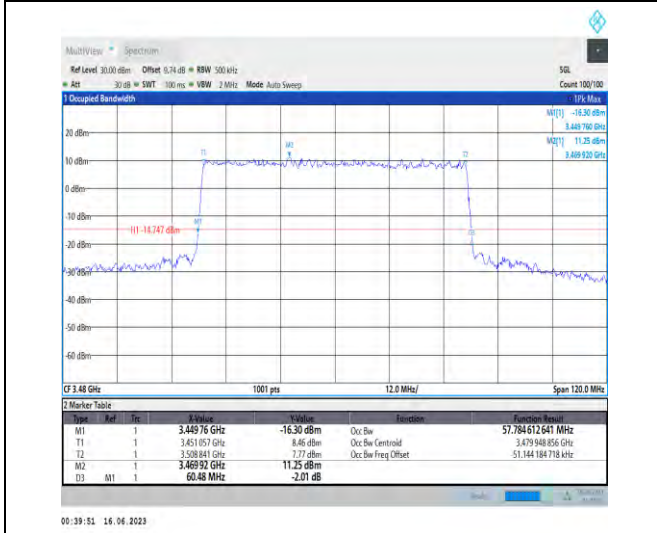 MultiView Spectrum
Ref Level 30.00 dBm Offset 8.74 dB RBW 500 kHz SGL
Att 30 dB SWT 100 ms VBW 2 MHz Mode Auto Sweep Count 100/100
1 Occupied Bandwidth 1Pk Max
M1[1] -16.30 dBm
3.449 760 GHz
M2[1] 11.25 dBm
3.469 920 GHz
20 dBm
M2
T1 T2
10 dBm
0 dBm
-10 dBm
M1
H1 -14.747 dBm
D3
-20 dBm
-30 dBm
-40 dBm
-50 dBm
-60 dBm
CF 3.48 GHz 1001 pts 12.0 MHz/ Span 120.0 MHz
2 Marker Table
Type Ref Trc X-Value Y-Value Function Function Result
M1 1 3.449 76 GHz -16.30 dBm Occ Bw 57.784 612 641 MHz
T1 1 3.451 057 GHz 8.46 dBm Occ Bw Centroid 3.479 948 856 GHz
T2 1 3.508 841 GHz 7.77 dBm Occ Bw Freq Offset -51.144 184 718 kHz
M2 1 3.469 92 GHz 11.25 dBm
D3 M1 1 60.48 MHz -2.01 dB
00:39:51 16.06.2023